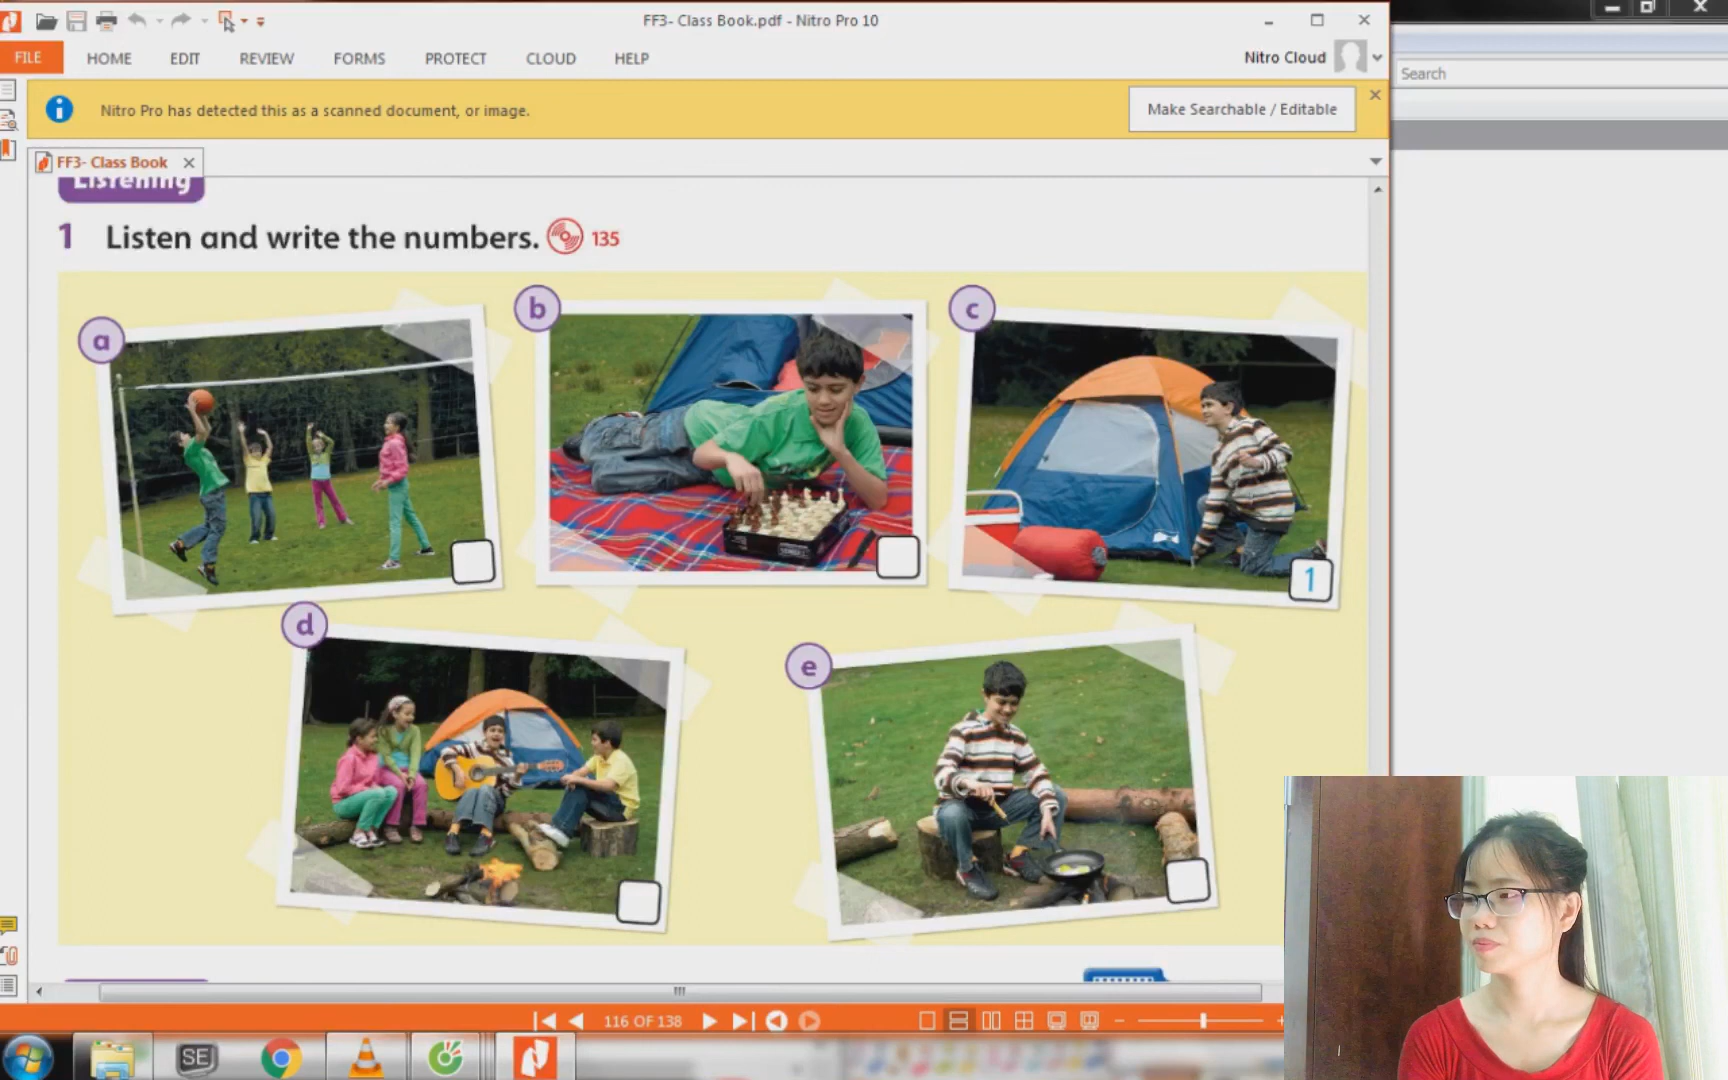 FF3- Class Book.pdf - Nitro Pro 10
FILE HOME EDIT REVIEW FORMS PROTECT CLOUD HELP
Nitro Cloud
Search
Nitro Pro has detected this as a scanned document, or image.
Make Searchable / Editable
FF3- Class Book
Listening
1 Listen and write the numbers. 135
a
b
c
1
d
e
116 OF 138
SE